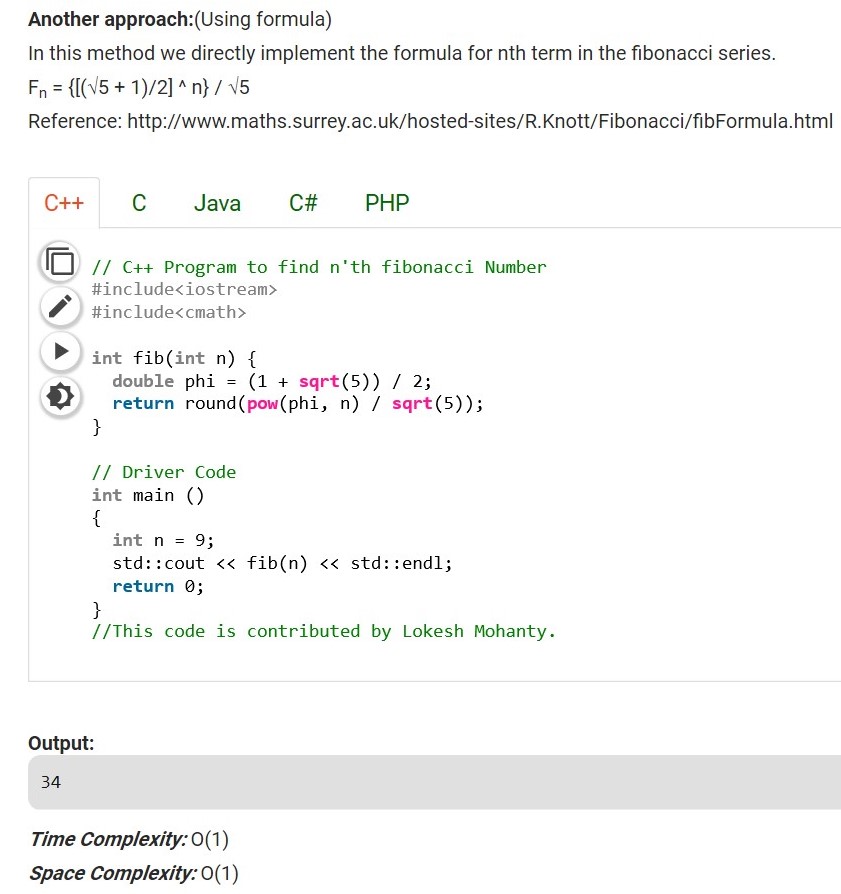 Another approach:(Using formula)
In this method we directly implement the formula for nth term in the fibonacci series.
Fn = {[(√5 + 1)/2] ^ n} / √5
Reference: http://www.maths.surrey.ac.uk/hosted-sites/R.Knott/Fibonacci/fibFormula.html
C++ C Java C# PHP
// C++ Program to find n'th fibonacci Number
#include<iostream>
#include<cmath>
int fib(int n) {
  double phi = (1 + sqrt(5)) / 2;
  return round(pow(phi, n) / sqrt(5));
}
// Driver Code
int main ()
{
  int n = 9;
  std::cout << fib(n) << std::endl;
  return 0;
}
//This code is contributed by Lokesh Mohanty.
Output:
34
Time Complexity: O(1)
Space Complexity: O(1)